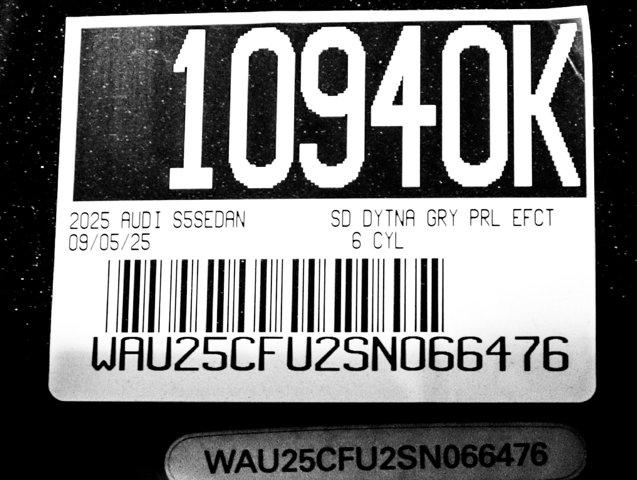 10940K
2025 AUDI S5SEDAN SD DYTNA GRY PRL EFCT
09/05/25 6 CYL
WAU25CFU2SN066476
WAU25CFU2SN066476